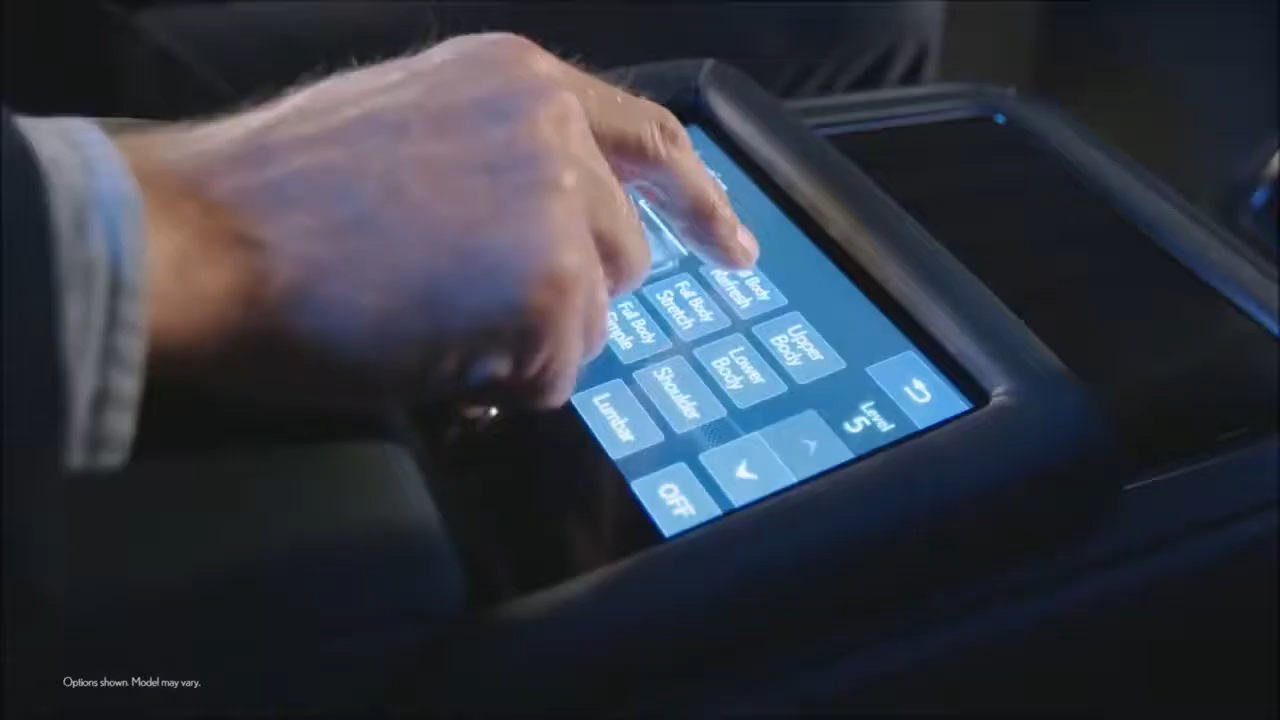 Body
Refresh
Full Body
Stretch
Full Body
Simple
Upper
Body
Lower
Body
Shoulder
Lumbar
Level
5
OFF
Options shown. Model may vary.